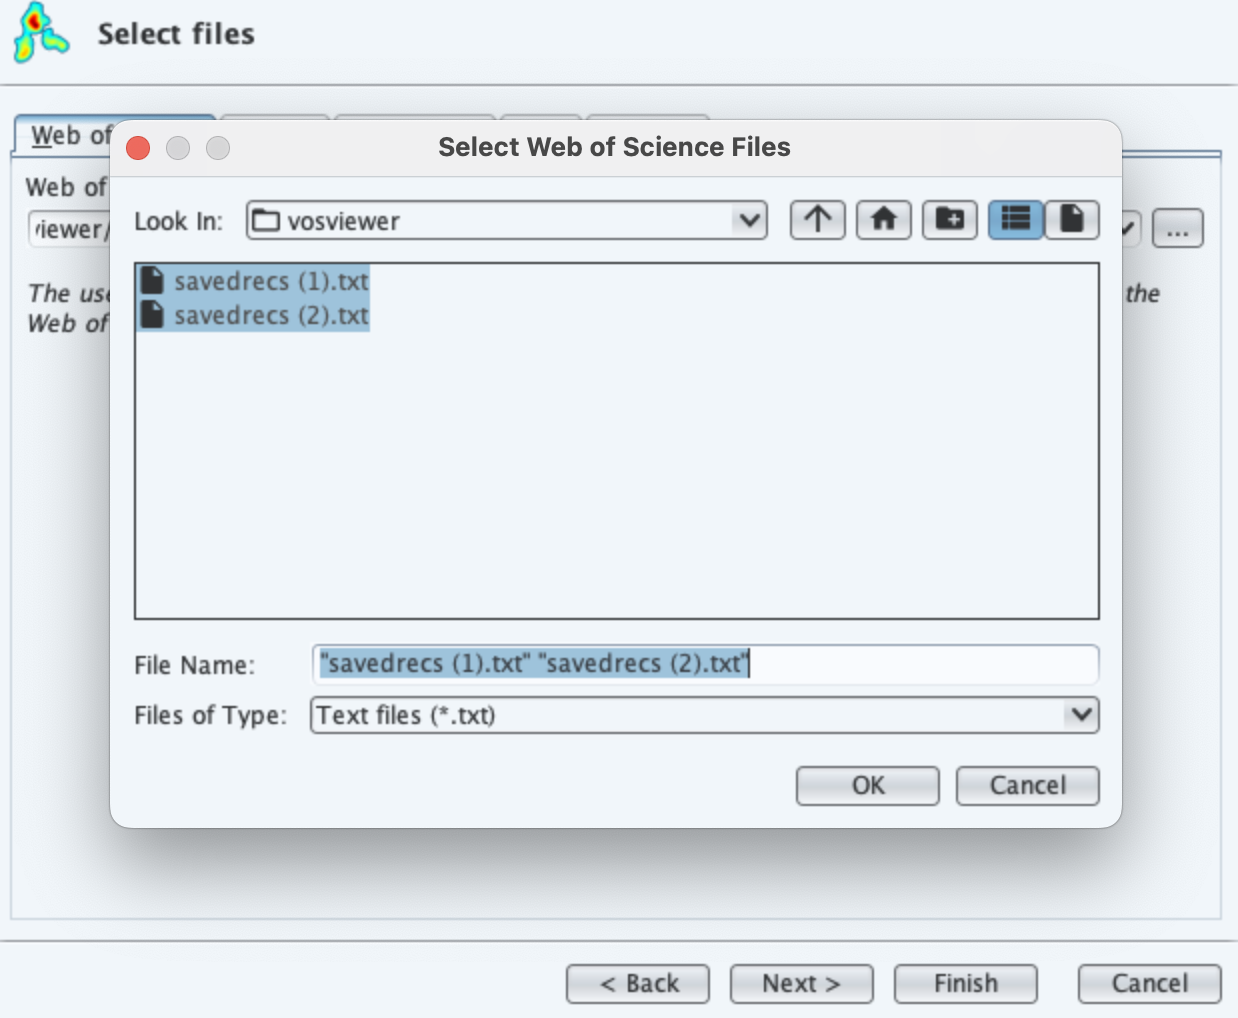 Select files
Web of
Select Web of Science Files
Web of
Look In: vosviewer
viewer/
...
savedrecs (1).txt
The use
the
savedrecs (2).txt
Web of
File Name: "savedrecs (1).txt" "savedrecs (2).txt"
Files of Type: Text files (*.txt)
OK Cancel
< Back Next > Finish Cancel